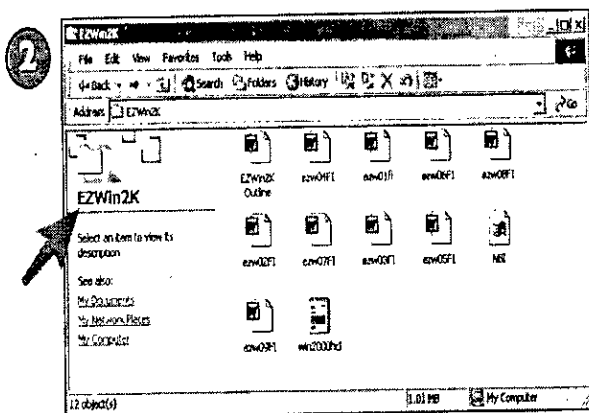 2
EZWin2K
File Edit View Favorites Tools Help
Back Search Folders History
Address EZWin2K Go
EZWin2K
Select an item to view its
description
See also:
My Documents
My Network Places
My Computer
EZWin2K
Outline
ezw04F1
ezw01fl
ezw06F1
ezw08F1
ezw02F1
ezw07F1
ezw03F1
ezw05F1
ezw09F1
win2000hd
12 object(s) 1.01 MB My Computer